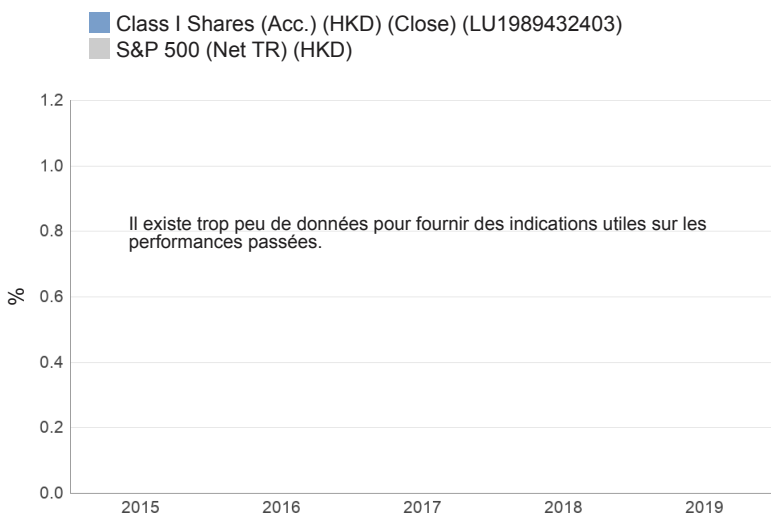 Class I Shares (Acc.) (HKD) (Close) (LU1989432403)
S&P 500 (Net TR) (HKD)
1.2
1.0
Il existe trop peu de données pour fournir des indications utiles sur les
0.8
performances passées.
%
0.6
0.4
0.2
0.0
2015 2016 2017 2018 2019